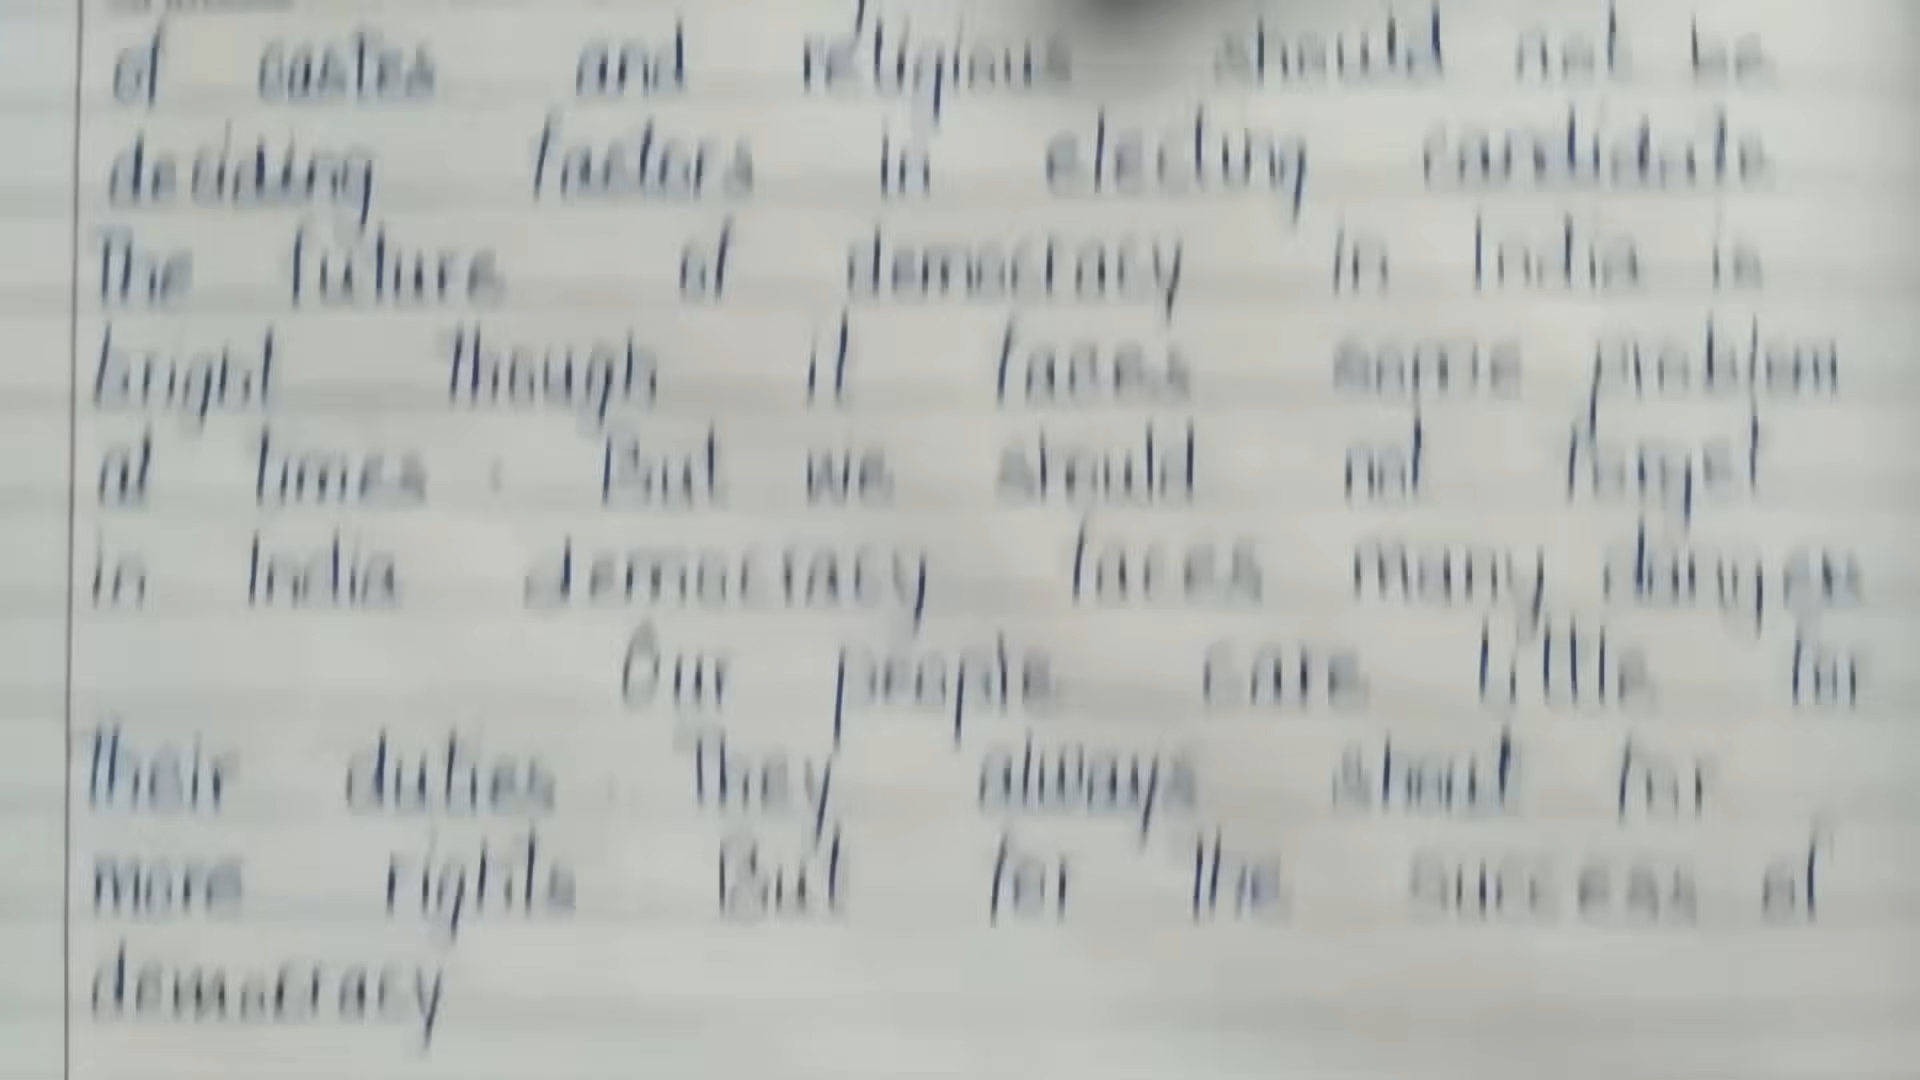 of castes and religious should not be
deciding factors in electing candidate
The future of democracy in India is
bright though it faces some problem
at times. But we should not forget
in India democracy faces many dangers
Our people care little for
their duties. They always shout for
more rights But for the success of
democracy